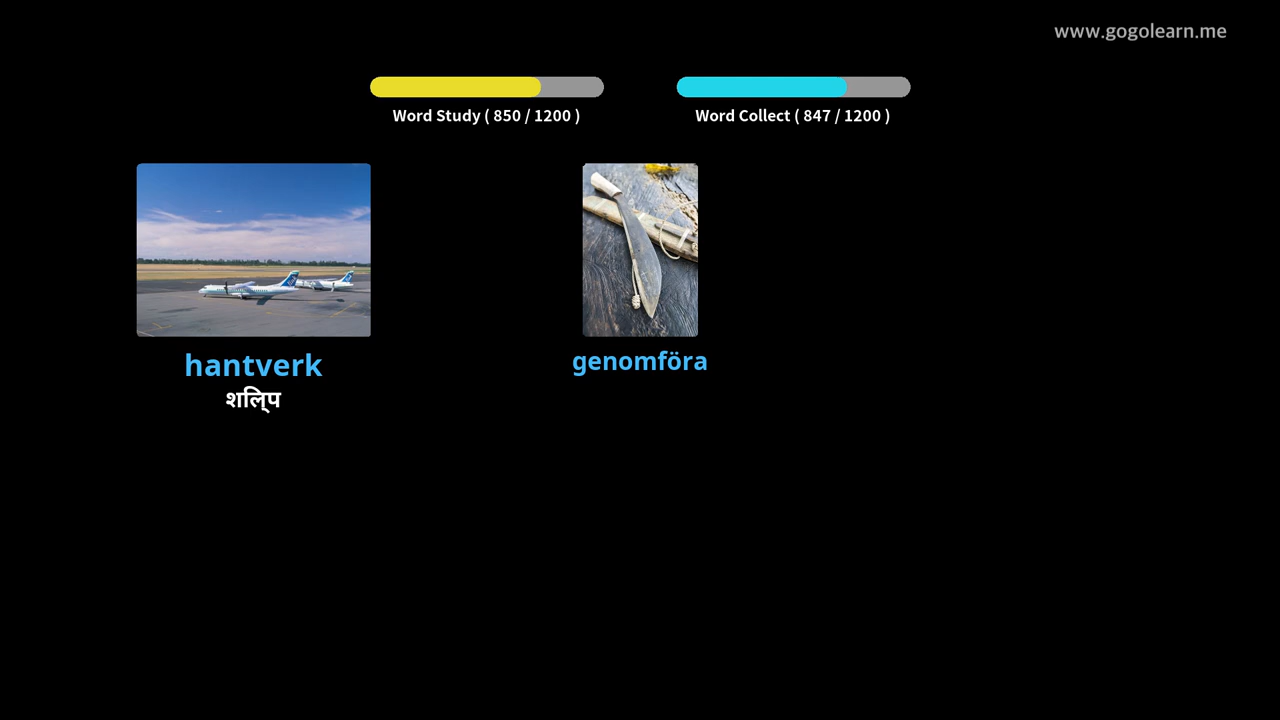 www.gogolearn.me
Word Study ( 850 / 1200 )
Word Collect ( 847 / 1200 )
hantverk
शिल्प
genomföra